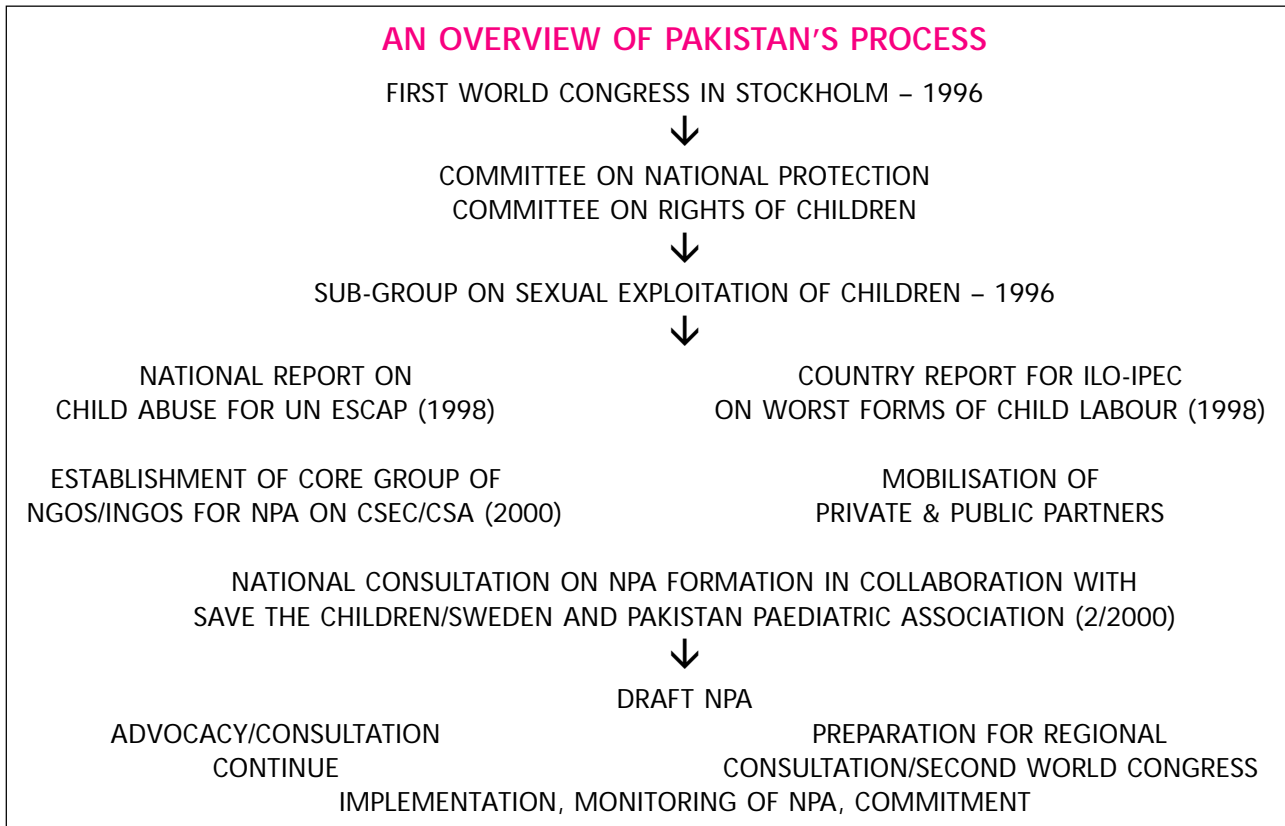 AN OVERVIEW OF PAKISTAN'S PROCESS
FIRST WORLD CONGRESS IN STOCKHOLM – 1996
↓
COMMITTEE ON NATIONAL PROTECTION
COMMITTEE ON RIGHTS OF CHILDREN
↓
SUB-GROUP ON SEXUAL EXPLOITATION OF CHILDREN – 1996
↓
NATIONAL REPORT ON
CHILD ABUSE FOR UN ESCAP (1998)
COUNTRY REPORT FOR ILO-IPEC
ON WORST FORMS OF CHILD LABOUR (1998)
ESTABLISHMENT OF CORE GROUP OF
NGOS/INGOS FOR NPA ON CSEC/CSA (2000)
MOBILISATION OF
PRIVATE & PUBLIC PARTNERS
NATIONAL CONSULTATION ON NPA FORMATION IN COLLABORATION WITH
SAVE THE CHILDREN/SWEDEN AND PAKISTAN PAEDIATRIC ASSOCIATION (2/2000)
↓
DRAFT NPA
ADVOCACY/CONSULTATION
CONTINUE
PREPARATION FOR REGIONAL
CONSULTATION/SECOND WORLD CONGRESS
IMPLEMENTATION, MONITORING OF NPA, COMMITMENT